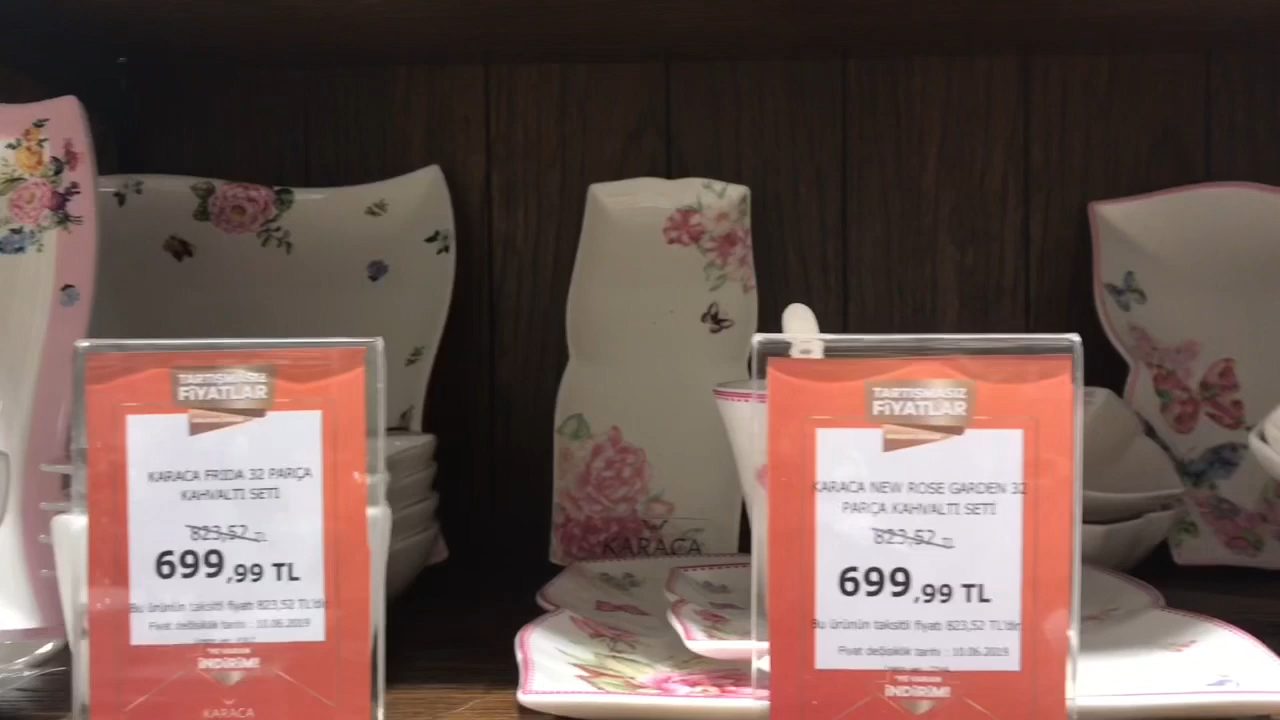 TARTIŞMASIZ
FİYATLAR
KARACA FRIDA 32 PARÇA
KAHVALTI SETİ
823,52 TL
699,99 TL
Bu ürünün taksitli fiyatı 823,52 TL'dir
Fiyat değişiklik tarihi : 10.06.2019
İNDİRİM!
KARACA
KARACA
TARTIŞMASIZ
FİYATLAR
KARACA NEW ROSE GARDEN 32
PARÇA KAHVALTI SETİ
823,52 TL
699,99 TL
Bu ürünün taksitli fiyatı 823,52 TL'dir
Fiyat değişiklik tarihi : 10.06.2019
İNDİRİM!